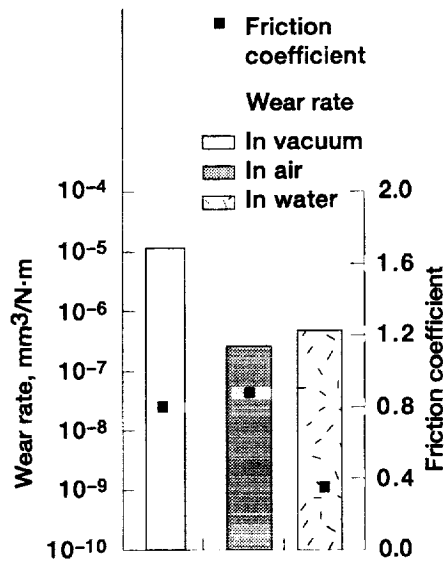 ■ Friction
coefficient
Wear rate
In vacuum
In air
In water
Wear rate, mm³/N·m
10⁻⁴
10⁻⁵
10⁻⁶
10⁻⁷
10⁻⁸
10⁻⁹
10⁻¹⁰
2.0
1.6
1.2
0.8
0.4
0.0
Friction coefficient